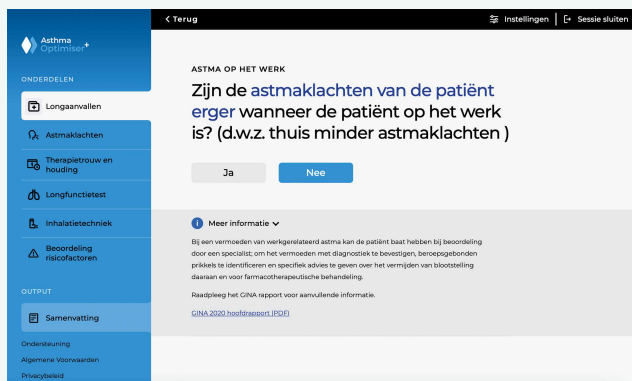 < Terug
Instellingen
Sessie sluiten
Asthma
Optimiser+
ONDERDELEN
Longaanvallen
Astmaklachten
Therapietrouw en
houding
Longfunctietest
Inhalatietechniek
Beoordeling
risicofactoren
OUTPUT
Samenvatting
Ondersteuning
Algemene Voorwaarden
Privacybeleid
ASTMA OP HET WERK
Zijn de astmaklachten van de patiënt
erger wanneer de patiënt op het werk
is? (d.w.z. thuis minder astmaklachten )
Ja
Nee
Meer informatie
Bij een vermoeden van werkgerelateerd astma kan de patiënt baat hebben bij beoordeling
door een specialist; om het vermoeden met diagnostiek te bevestigen, beroepsgebonden
prikkels te identificeren en specifiek advies te geven over het vermijden van blootstelling
daaraan en voor farmacotherapeutische behandeling.
Raadpleeg het GINA rapport voor aanvullende informatie.
GINA 2020 hoofdrapport (PDF)